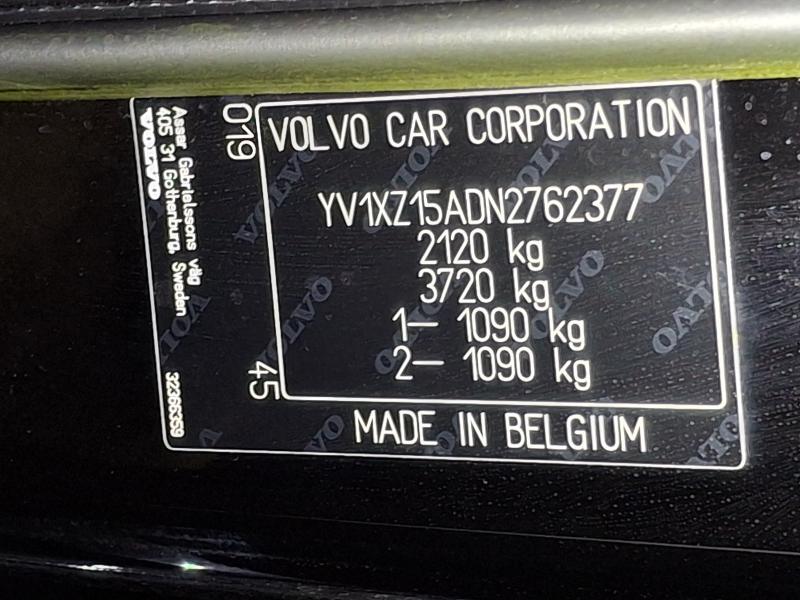 VOLVO CAR CORPORATION
YV1XZ15ADN2762377
2120 kg
3720 kg
1– 1090 kg
2– 1090 kg
MADE IN BELGIUM
019
45
VOLVO
405 31 Gothenburg, Sweden
Assar Gabrielssons väg
32366359